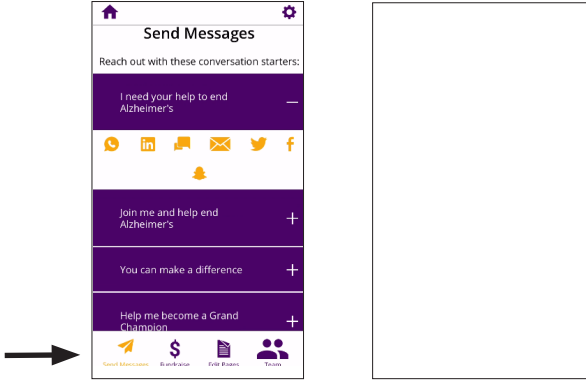 Send Messages
Reach out with these conversation starters:
I need your help to end
Alzheimer's
Join me and help end
Alzheimer's
You can make a difference
Help me become a Grand
Champion
Send Messages Fundraise Edit Pages Team